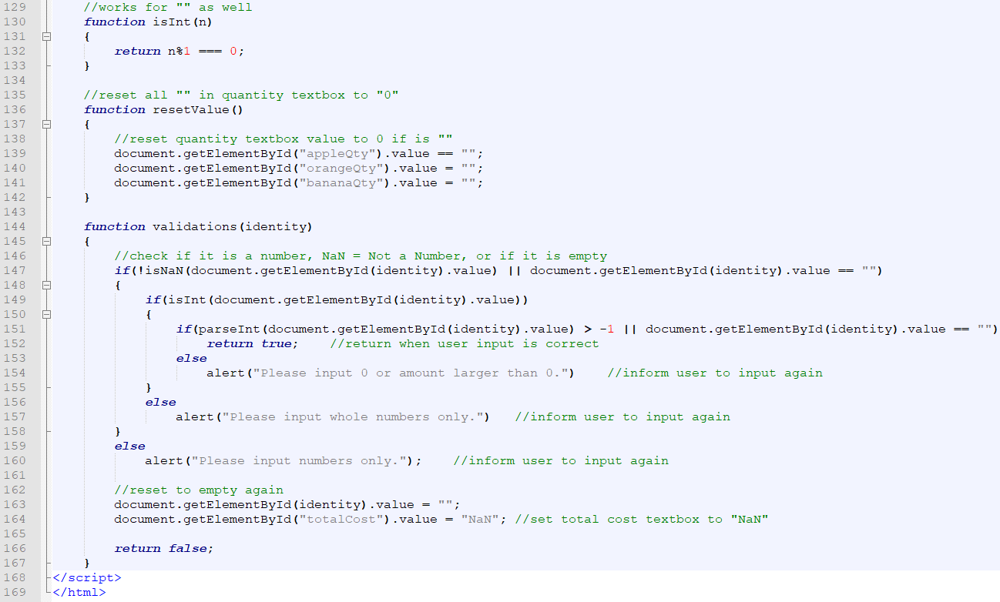 129 //works for "" as well
130 function isInt(n)
131 {
132 return n%1 === 0;
133 }
134
135 //reset all "" in quantity textbox to "0"
136 function resetValue()
137 {
138 //reset quantity textbox value to 0 if is ""
139 document.getElementById("appleQty").value == "";
140 document.getElementById("orangeQty").value = "";
141 document.getElementById("bananaQty").value = "";
142 }
143
144 function validations(identity)
145 {
146 //check if it is a number, NaN = Not a Number, or if it is empty
147 if(!isNaN(document.getElementById(identity).value) || document.getElementById(identity).value == "")
148 {
149 if(isInt(document.getElementById(identity).value))
150 {
151 if(parseInt(document.getElementById(identity).value) > -1 || document.getElementById(identity).value == "")
152 return true; //return when user input is correct
153 else
154 alert("Please input 0 or amount larger than 0.") //inform user to input again
155 }
156 else
157 alert("Please input whole numbers only.") //inform user to input again
158 }
159 else
160 alert("Please input numbers only."); //inform user to input again
161
162 //reset to empty again
163 document.getElementById(identity).value = "";
164 document.getElementById("totalCost").value = "NaN"; //set total cost textbox to "NaN"
165
166 return false;
167 }
168 </script>
169 </html>